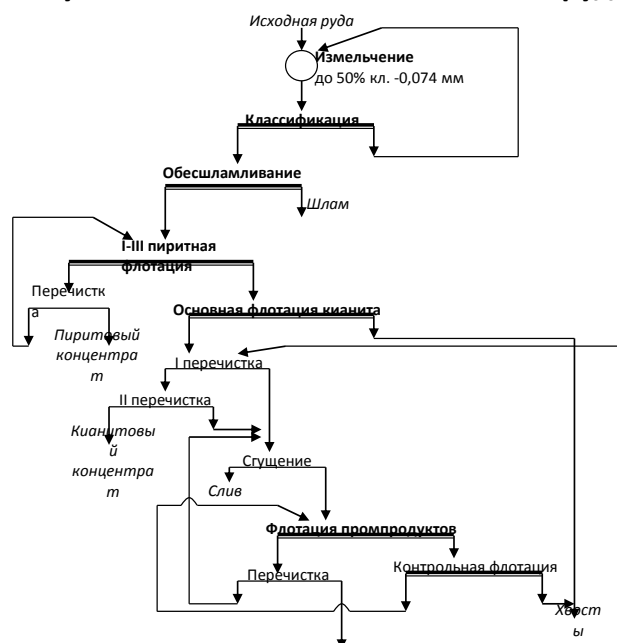 Исходная руда
Измельчение
до 50% кл. -0,074 мм
Классификация
Обесшламливание
Шлам
I-III пиритная
флотация
Перечистк
а
Основная флотация кианита
Пиритовый
концентра
т
I перечистка
II перечистка
Кианитовы
й
концентра
т
Сгущение
Слив
Флотация промпродуктов
Контрольная флотация
Перечистка
Хвост
ы